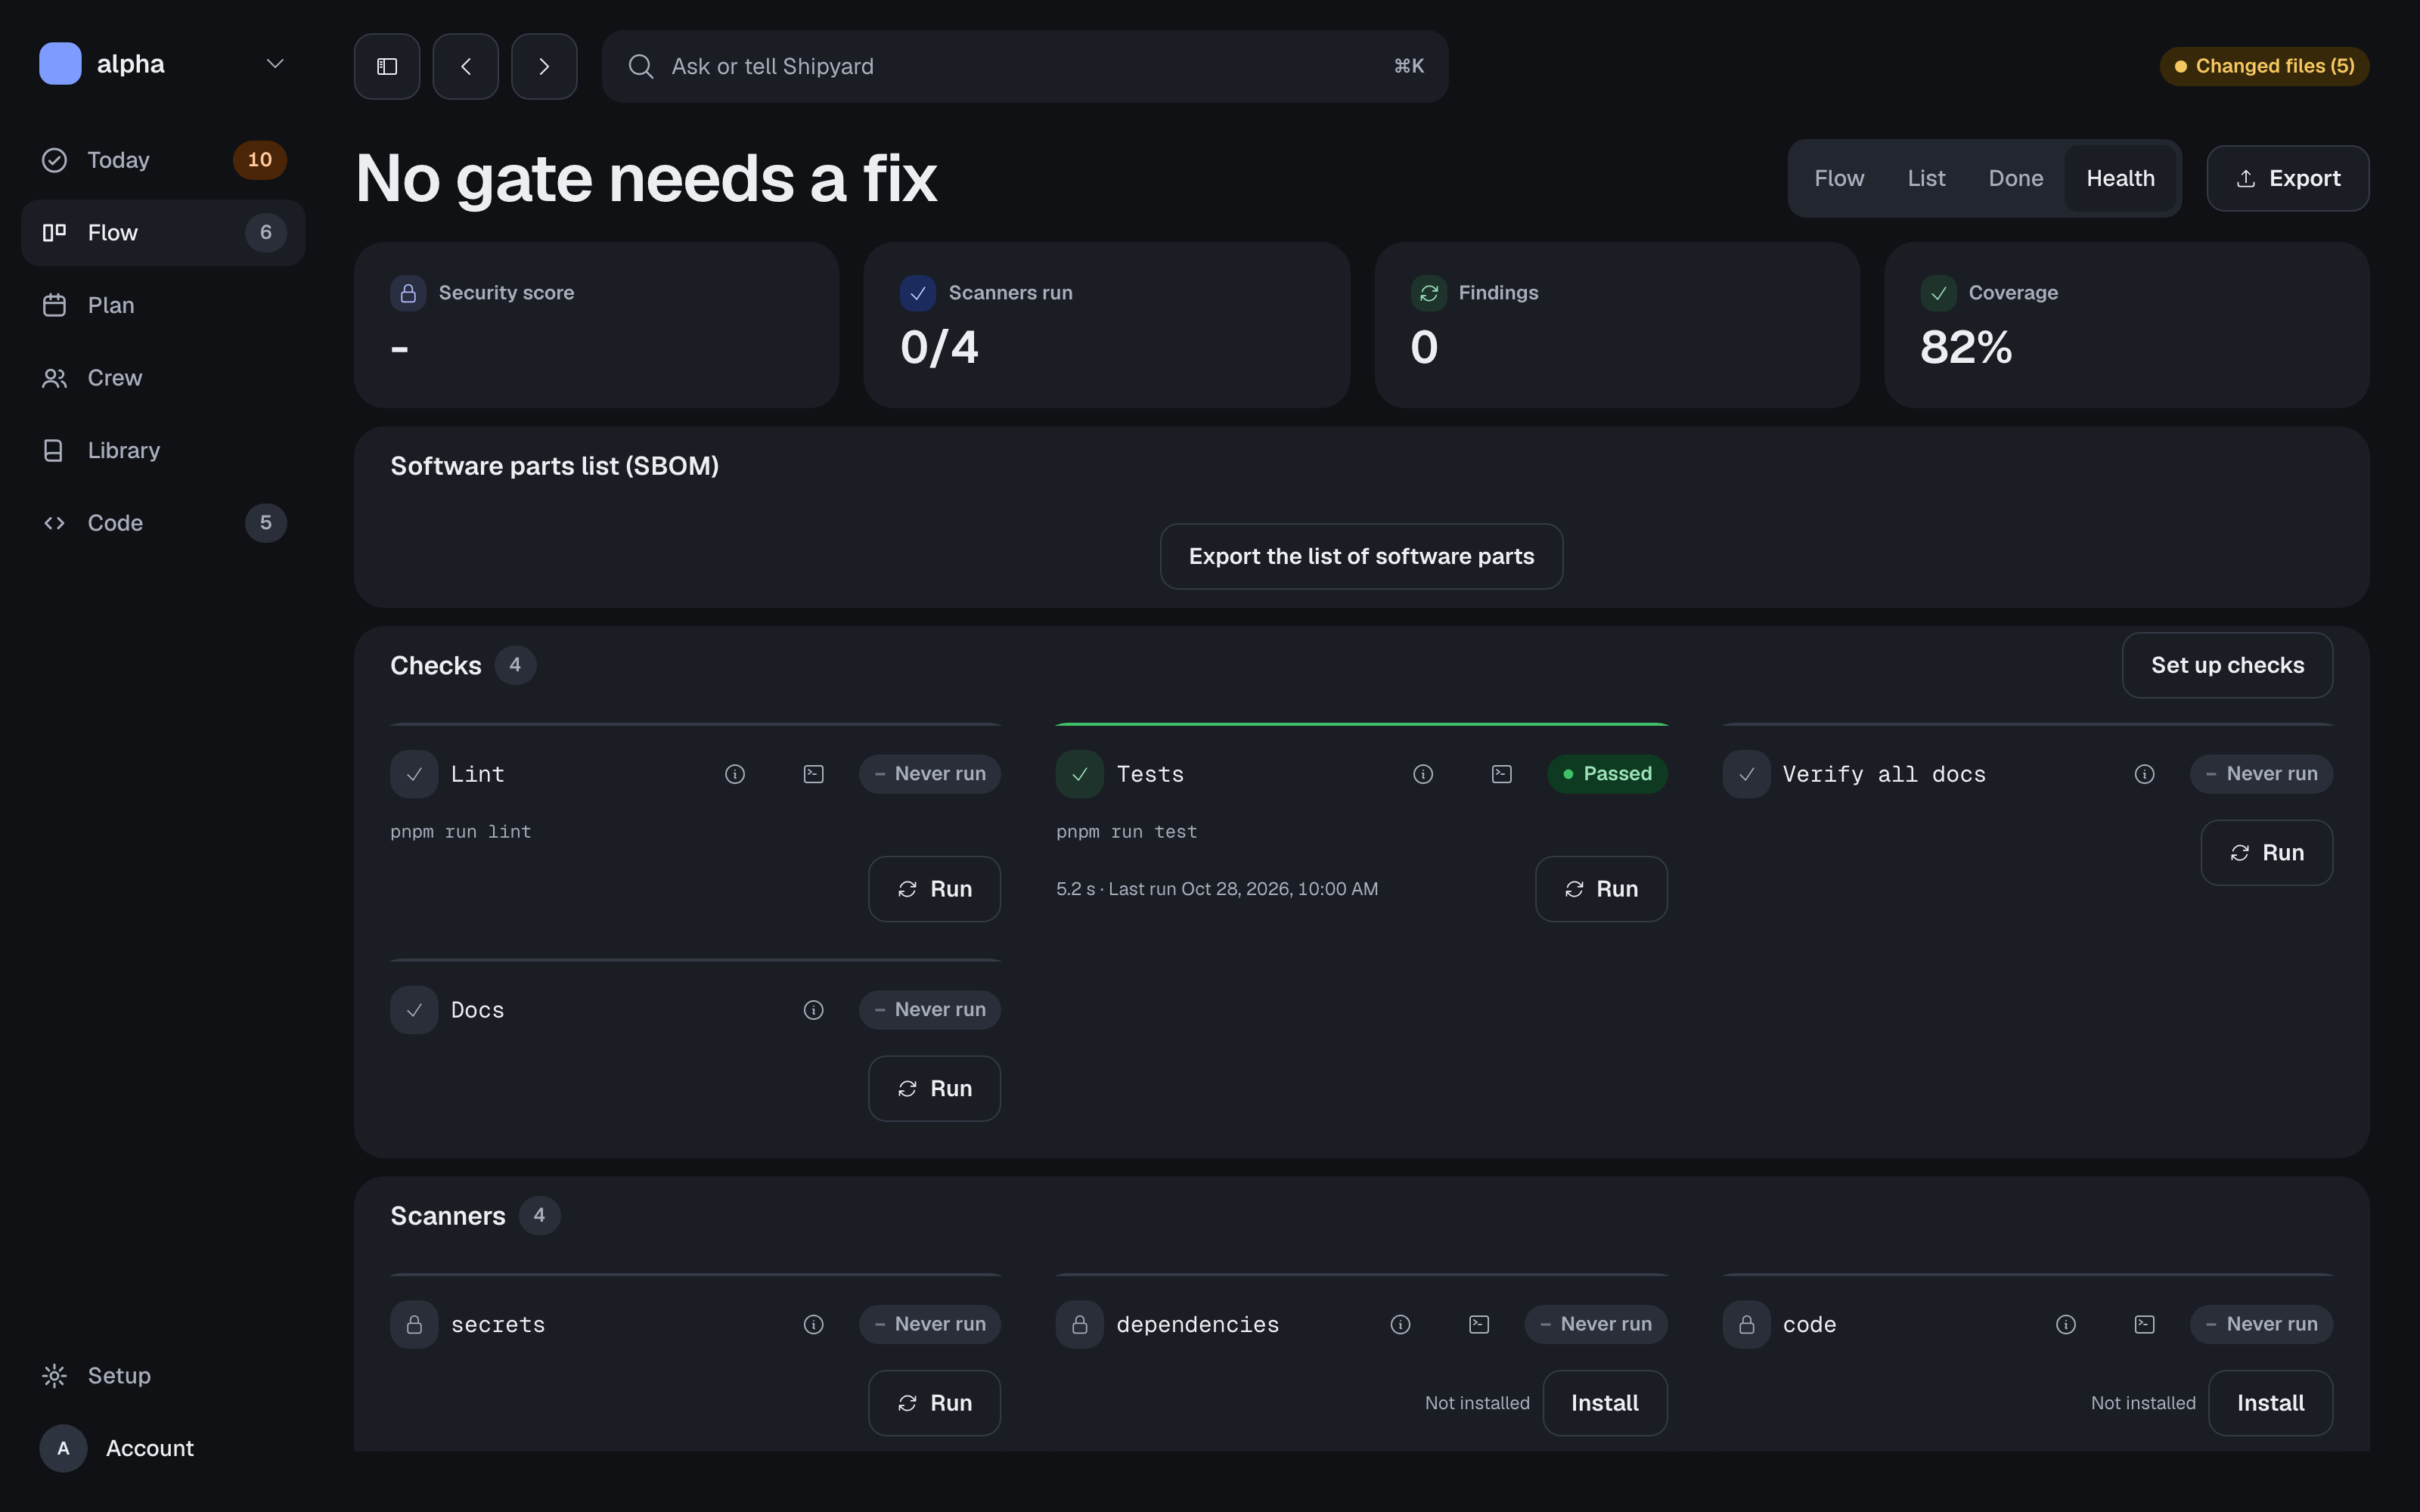 alpha
Ask or tell Shipyard
⌘K
Changed files (5)
Today
10
Flow
6
Plan
Crew
Library
Code
5
Setup
A
Account
No gate needs a fix
Flow
List
Done
Health
Export
Security score
-
Scanners run
0/4
Findings
0
Coverage
82%
Software parts list (SBOM)
Export the list of software parts
Checks
4
Set up checks
Lint
Never run
pnpm run lint
Run
Tests
Passed
pnpm run test
5.2 s · Last run Oct 28, 2026, 10:00 AM
Run
Verify all docs
Never run
Run
Docs
Never run
Run
Scanners
4
secrets
Never run
Run
dependencies
Never run
Not installed
Install
code
Never run
Not installed
Install